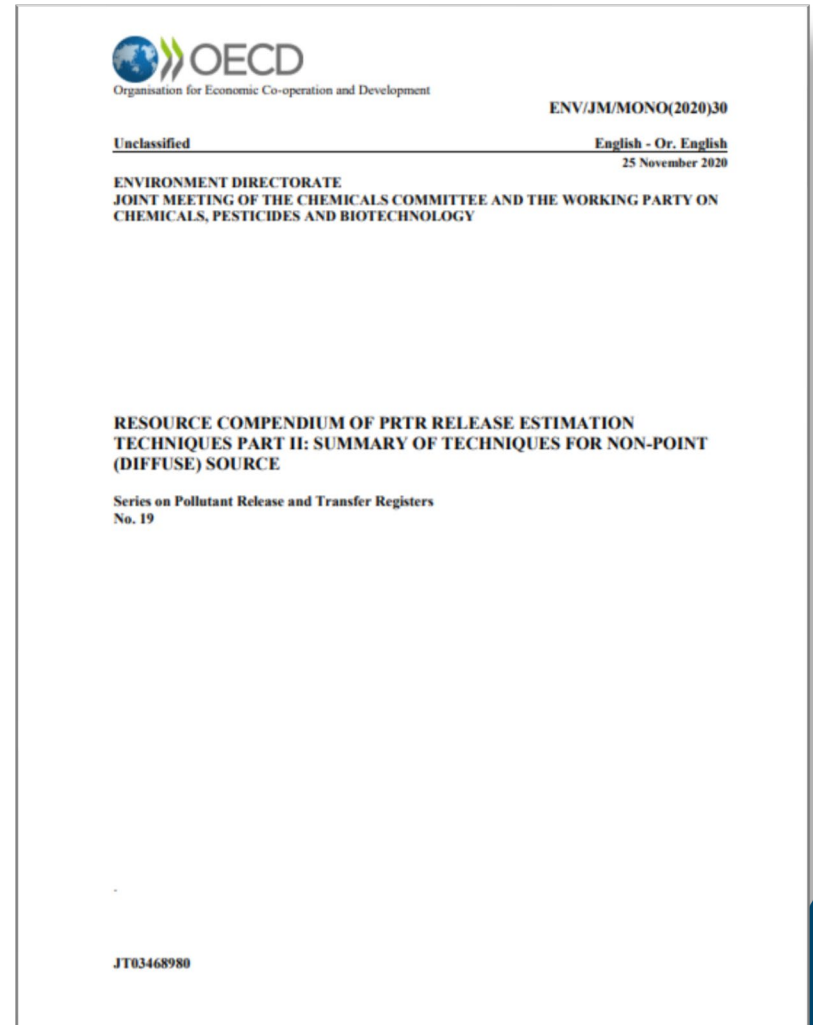 OECD
Organisation for Economic Co-operation and Development
ENV/JM/MONO(2020)30
Unclassified English - Or. English
25 November 2020
ENVIRONMENT DIRECTORATE
JOINT MEETING OF THE CHEMICALS COMMITTEE AND THE WORKING PARTY ON
CHEMICALS, PESTICIDES AND BIOTECHNOLOGY
RESOURCE COMPENDIUM OF PRTR RELEASE ESTIMATION
TECHNIQUES PART II: SUMMARY OF TECHNIQUES FOR NON-POINT
(DIFFUSE) SOURCE
Series on Pollutant Release and Transfer Registers
No. 19
JT03468980